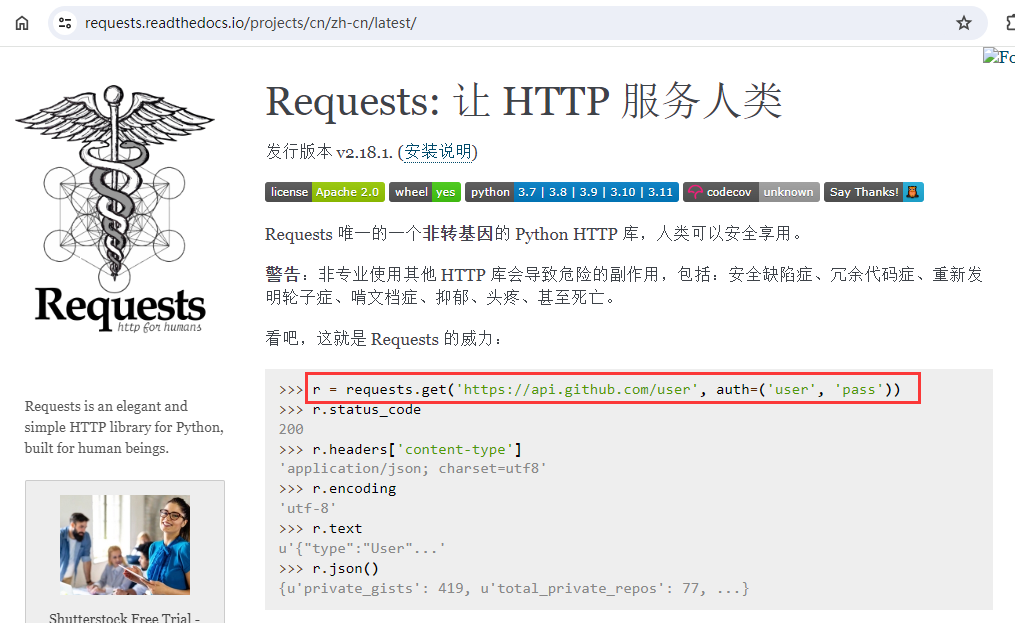 requests.readthedocs.io/projects/cn/zh-cn/latest/
Fo
Requests
http for humans
Requests is an elegant and
simple HTTP library for Python,
built for human beings.
Shutterstock Free Trial -
Requests: 让 HTTP 服务人类
发行版本 v2.18.1. (安装说明)
license Apache 2.0 wheel yes python 3.7 | 3.8 | 3.9 | 3.10 | 3.11 codecov unknown Say Thanks!
Requests 唯一的一个非转基因的 Python HTTP 库，人类可以安全享用。
警告：非专业使用其他 HTTP 库会导致危险的副作用，包括：安全缺陷症、冗余代码症、重新发
明轮子症、啃文档症、抑郁、头疼、甚至死亡。
看吧，这就是 Requests 的威力：
>>> r = requests.get('https://api.github.com/user', auth=('user', 'pass'))
>>> r.status_code
200
>>> r.headers['content-type']
'application/json; charset=utf8'
>>> r.encoding
'utf-8'
>>> r.text
u'{"type":"User"...'
>>> r.json()
{u'private_gists': 419, u'total_private_repos': 77, ...}